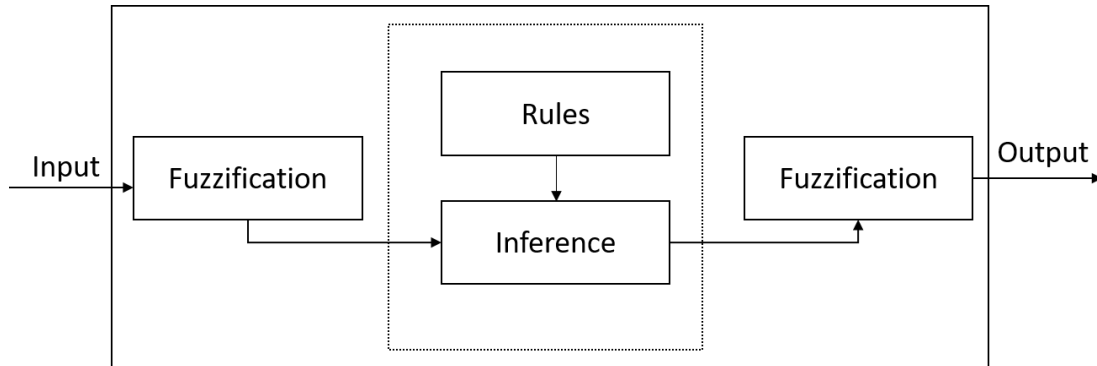 Rules
Input
Fuzzification
Fuzzification
Output
Inference